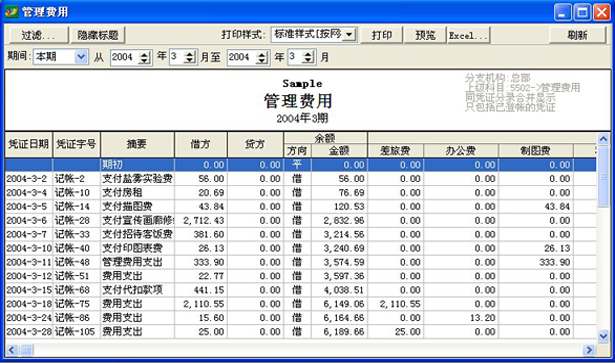 管理费用
过滤... 隐藏标题 打印样式: 标准样式[按网 打印 预览 Excel... 刷新
期间: 本期 从 2004 年 3 月至 2004 年 3 月
Sample
管理费用
2004年3期
分支机构:总部
上级科目:5502->管理费用
同凭证分录合并显示
只包括已登帐的凭证
凭证日期 凭证字号 摘要 借方 贷方 余额
方向 金额 差旅费 办公费 制图费
期初 0.00 0.00 平 0.00 0.00 0.00 0.00
2004-3-2 记帐-2 支付盐雾实验费 56.00 0.00 借 56.00 0.00 0.00 0.00
2004-3-4 记帐-10 支付房租 20.69 0.00 借 76.69 0.00 0.00 0.00
2004-3-5 记帐-14 支付描图费 43.84 0.00 借 120.53 0.00 0.00 43.84
2004-3-6 记帐-28 支付宣传画廊修 2,712.43 0.00 借 2,832.96 0.00 0.00 0.00
2004-3-7 记帐-33 支付招待客饭费 381.60 0.00 借 3,214.56 0.00 0.00 0.00
2004-3-10 记帐-40 支付印图表费 26.13 0.00 借 3,240.69 0.00 0.00 26.13
2004-3-11 记帐-48 管理费用支出 333.90 0.00 借 3,574.59 0.00 0.00 333.90
2004-3-12 记帐-51 费用支出 22.77 0.00 借 3,597.36 0.00 0.00 0.00
2004-3-15 记帐-68 支付代扣款项 441.15 0.00 借 4,038.51 0.00 0.00 0.00
2004-3-18 记帐-75 费用支出 2,110.55 0.00 借 6,149.06 2,110.55 0.00 0.00
2004-3-24 记帐-86 费用支出 15.60 0.00 借 6,164.66 0.00 13.20 0.00
2004-3-28 记帐-105 费用支出 25.00 0.00 借 6,189.66 25.00 0.00 0.00